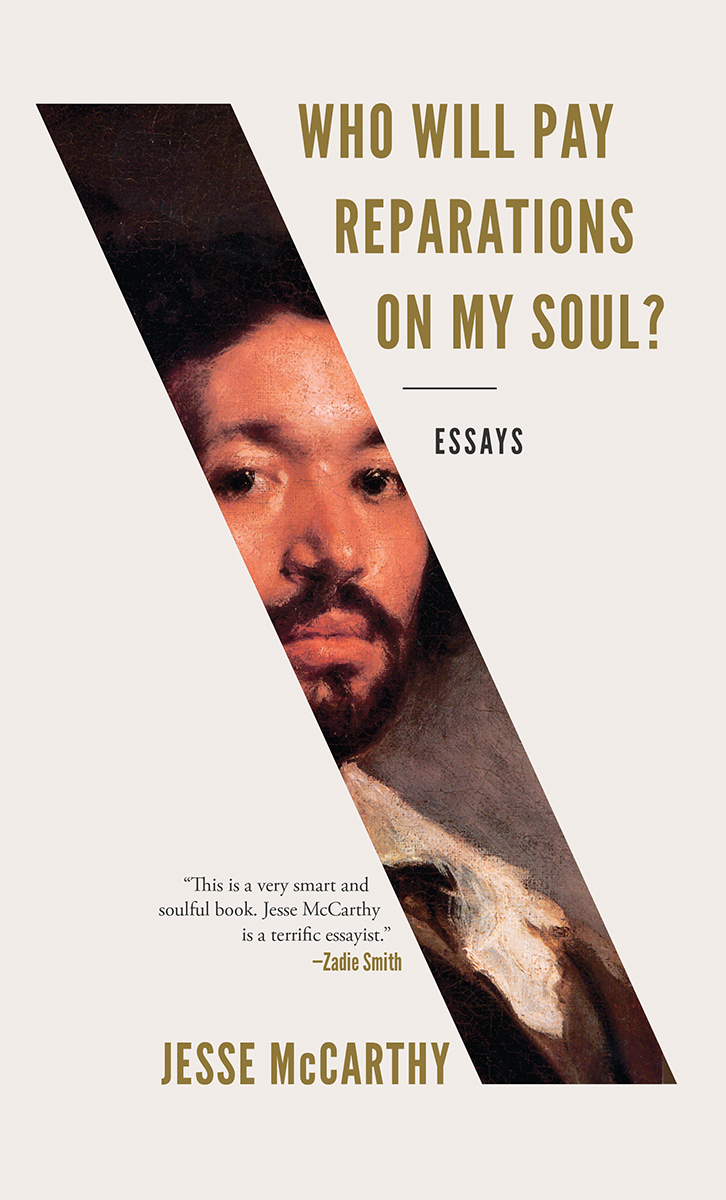 WHO WILL PAY
REPARATIONS
ON MY SOUL?
ESSAYS
“This is a very smart and
soulful book. Jesse McCarthy
is a terrific essayist.”
—Zadie Smith
JESSE McCARTHY